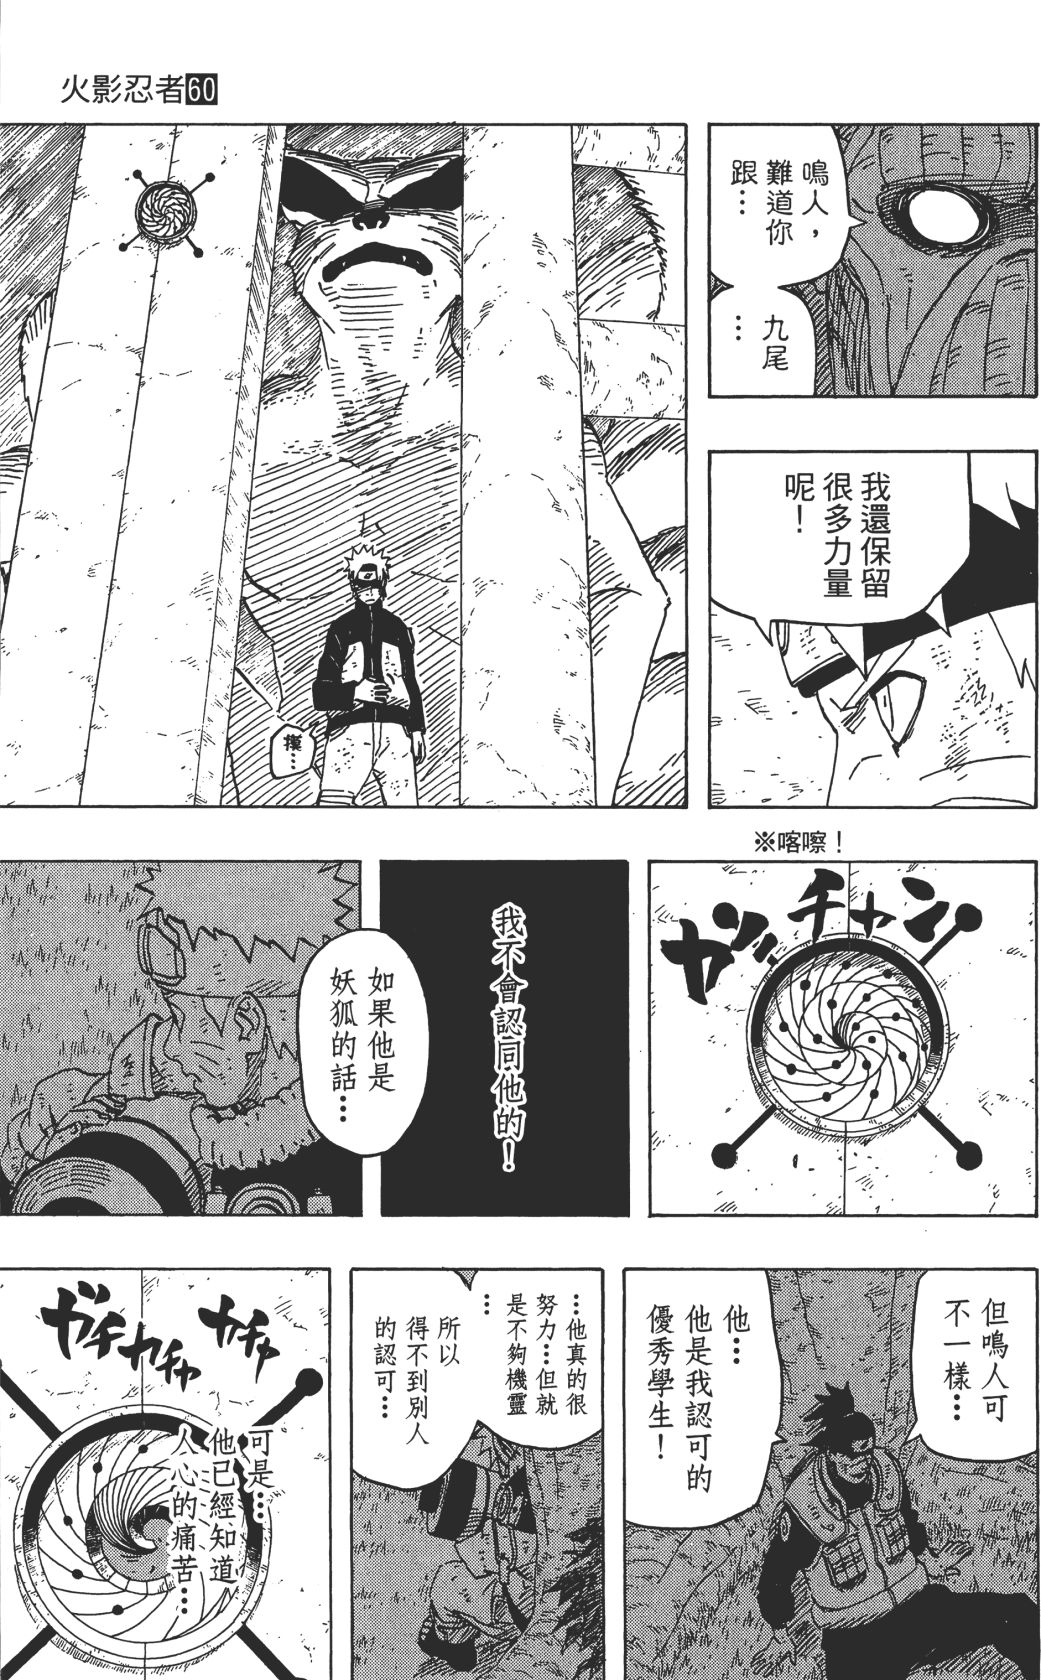 火影忍者60
鳴人，
難道你
跟…
九尾
…
我還保留
很多力量
呢！
摸…
※喀嚓！
ガッチャン
我不會認同他的！
如果他是
妖狐的話…
但鳴人可
不一樣…
他…
他是我認可的
優秀學生！
…他真的很
努力…但就
是不夠機靈
…
所以
得不到別人
的認可…
ガチャ
ガチガチャ
可是…
他已經知道
人心的痛苦…